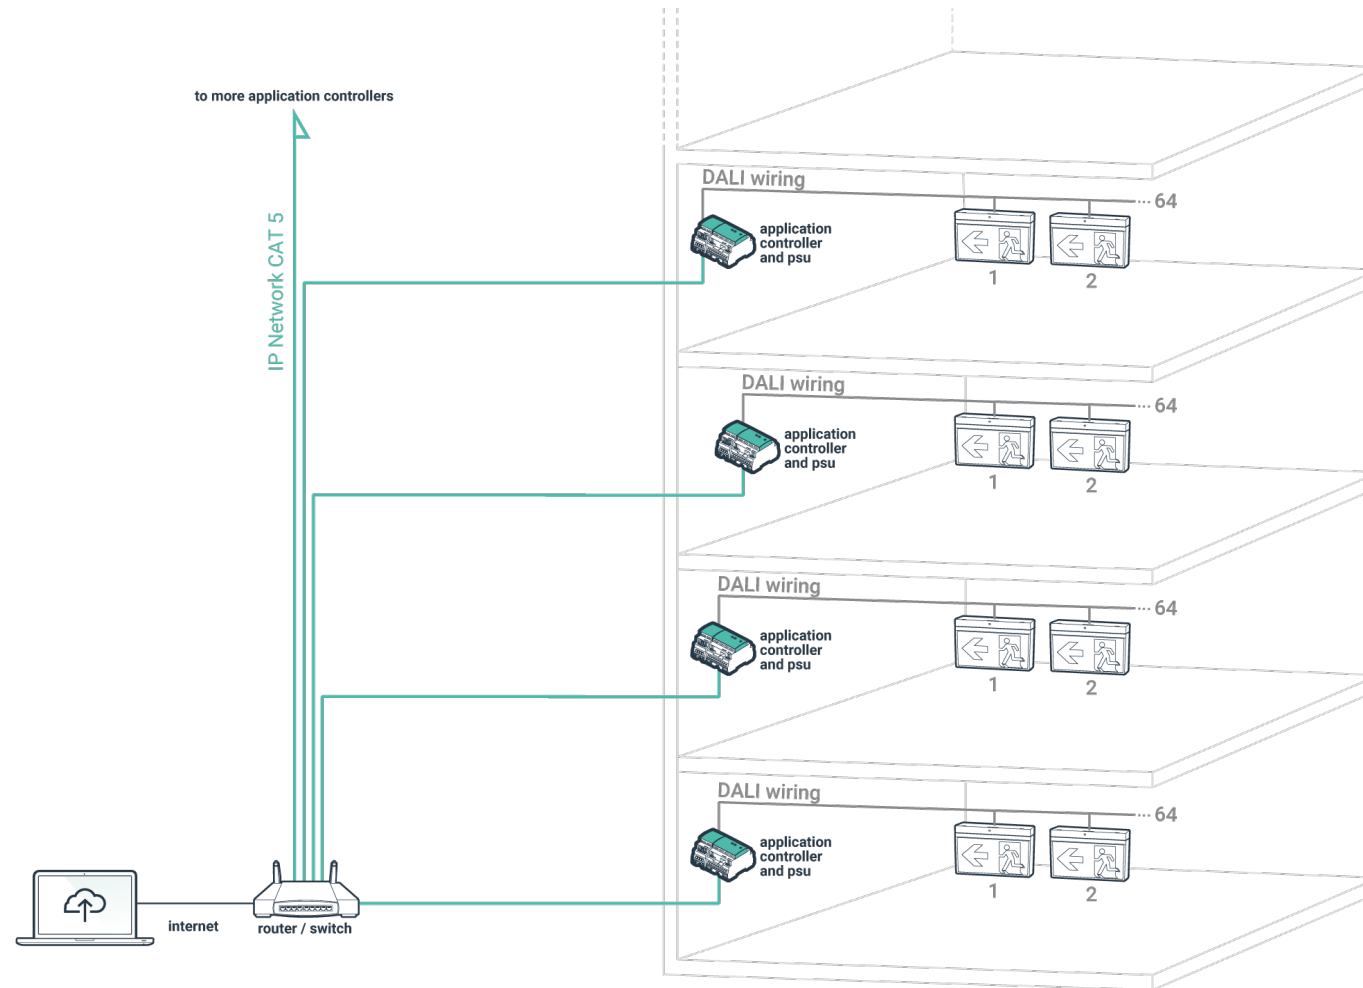 to more application controllers
IP Network CAT 5
DALI wiring
... 64
application
controller
and psu
1
2
DALI wiring
... 64
application
controller
and psu
1
2
DALI wiring
... 64
application
controller
and psu
1
2
DALI wiring
... 64
application
controller
and psu
1
2
internet
router / switch